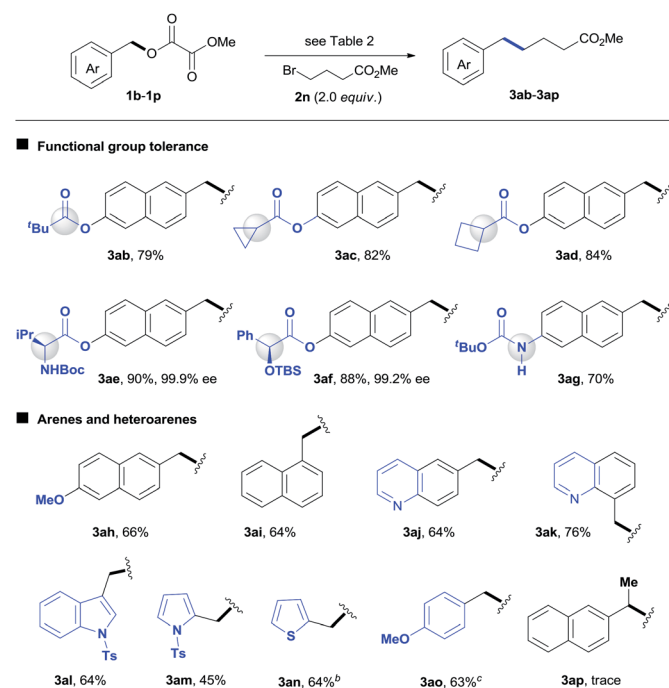 O
O
OMe
O
Ar
1b-1p
see Table 2
Br
CO2Me
2n (2.0 equiv.)
Ar
CO2Me
3ab-3ap
■ Functional group tolerance
O
tBu
O
3ab, 79%
O
O
3ac, 82%
O
O
3ad, 84%
O
iPr
O
NHBoc
3ae, 90%, 99.9% ee
Ph
O
O
OTBS
3af, 88%, 99.2% ee
O
tBuO
N
H
3ag, 70%
■ Arenes and heteroarenes
MeO
3ah, 66%
3ai, 64%
N
3aj, 64%
N
3ak, 76%
N
Ts
3al, 64%
N
Ts
3am, 45%
S
3an, 64%b
MeO
3ao, 63%c
Me
3ap, trace